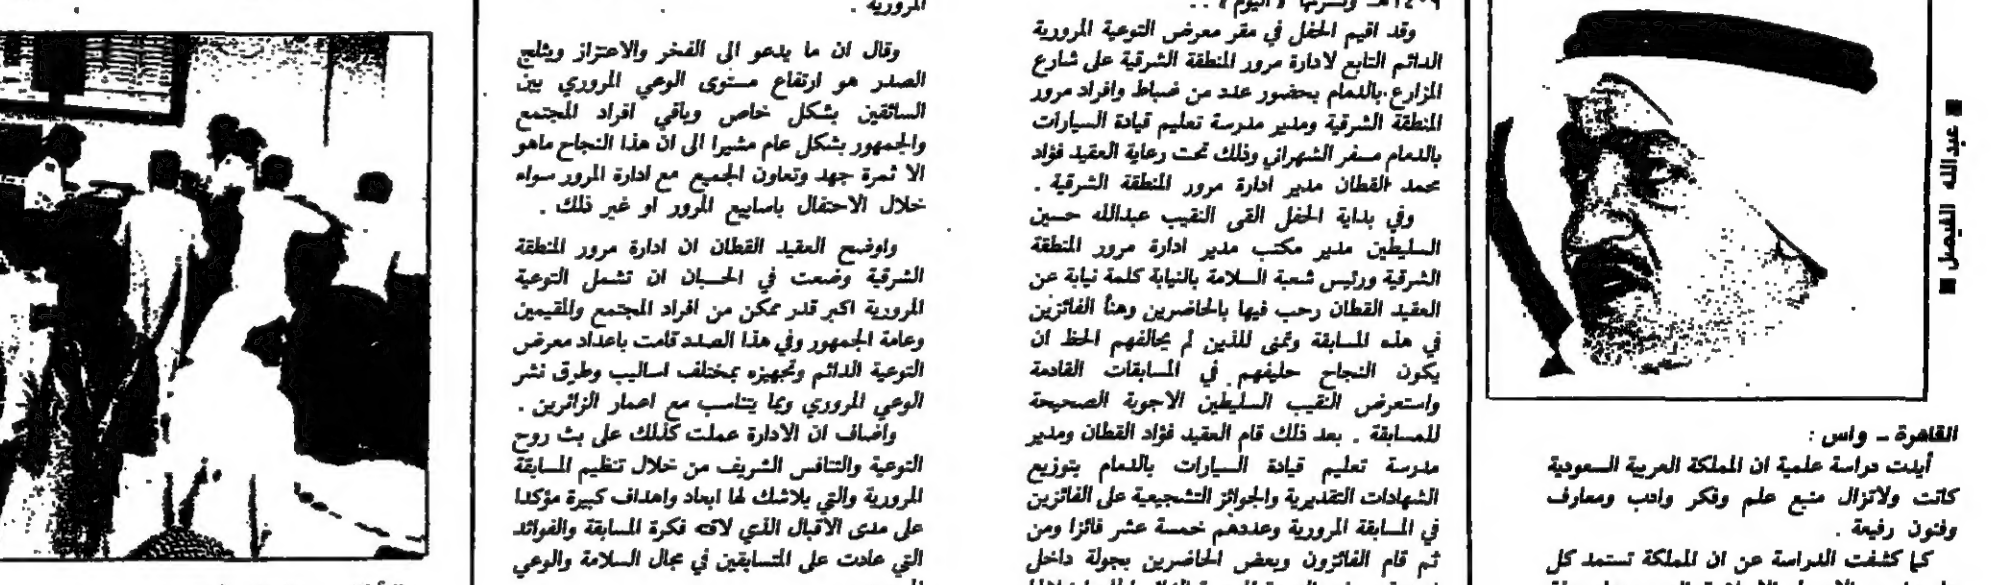 ■ عبدالله الفيصل ■
القاهرة - واس :
أيدت دراسة علمية ان المملكة العربية السعودية
كانت ولاتزال منبع علم وفكر وادب ومعارف
وفنون رفيعة .
كما كشفت الدراسة عن ان المملكة تستمد كل
١٤٠٩هـ ونشرتها «اليوم» . .
وقد اقيم الحفل في مقر معرض التوعية المرورية
الدائم التابع لادارة مرور المنطقة الشرقية على شارع
المزارع بالدمام بحضور عدد من ضباط وافراد مرور
المنطقة الشرقية ومدير مدرسة تعليم قيادة السيارات
بالدمام مسفر الشهراني وذلك تحت رعاية العقيد فؤاد
محمد القطان مدير ادارة مرور المنطقة الشرقية .
وفي بداية الحفل القى النقيب عبدالله حسين
السليطين مدير مكتب مدير ادارة مرور المنطقة
الشرقية ورئيس شعبة السلامة بالنيابة كلمة نيابة عن
العقيد القطان رحب فيها بالحاضرين وهنأ الفائزين
في هذه المسابقة وتمنى للذين لم يحالفهم الحظ ان
يكون النجاح حليفهم في المسابقات القادمة
واستعرض النقيب السليطين الاجوبة الصحيحة
للمسابقة . بعد ذلك قام العقيد فؤاد القطان ومدير
مدرسة تعليم قيادة السيارات بالدمام بتوزيع
الشهادات التقديرية والجوائز التشجيعية على الفائزين
في المسابقة المرورية وعددهم خمسة عشر فائزا ومن
ثم قام الفائزون وبعض الحاضرين بجولة داخل
المرورية .
وقال ان ما يدعو الى الفخر والاعتزاز ويثلج
الصدر هو ارتفاع مستوى الوعي المروري بين
السائقين بشكل خاص وباقي افراد المجتمع
والجمهور بشكل عام مشيرا الى ان هذا النجاح ماهو
الا ثمرة جهد وتعاون الجميع مع ادارة المرور سواء
خلال الاحتفال باسابيع المرور او غير ذلك .
واوضح العقيد القطان ان ادارة مرور المنطقة
الشرقية وضعت في الحسبان ان تشمل التوعية
المرورية اكبر قدر ممكن من افراد المجتمع والمقيمين
وعامة الجمهور وفي هذا الصدد قامت باعداد معرض
التوعية الدائم وتجهيزه بمختلف اساليب وطرق نشر
الوعي المروري وبما يتناسب مع اعمار الزائرين .
واضاف ان الادارة عملت كذلك على بث روح
التوعية والتنافس الشريف من خلال تنظيم المسابقة
المرورية والتي بلاشك لها ابعاد واهداف كبيرة مؤكدا
على مدى الاقبال الذي لاقته فكرة المسابقة والفوائد
التي عادت على المتسابقين في مجال السلامة والوعي